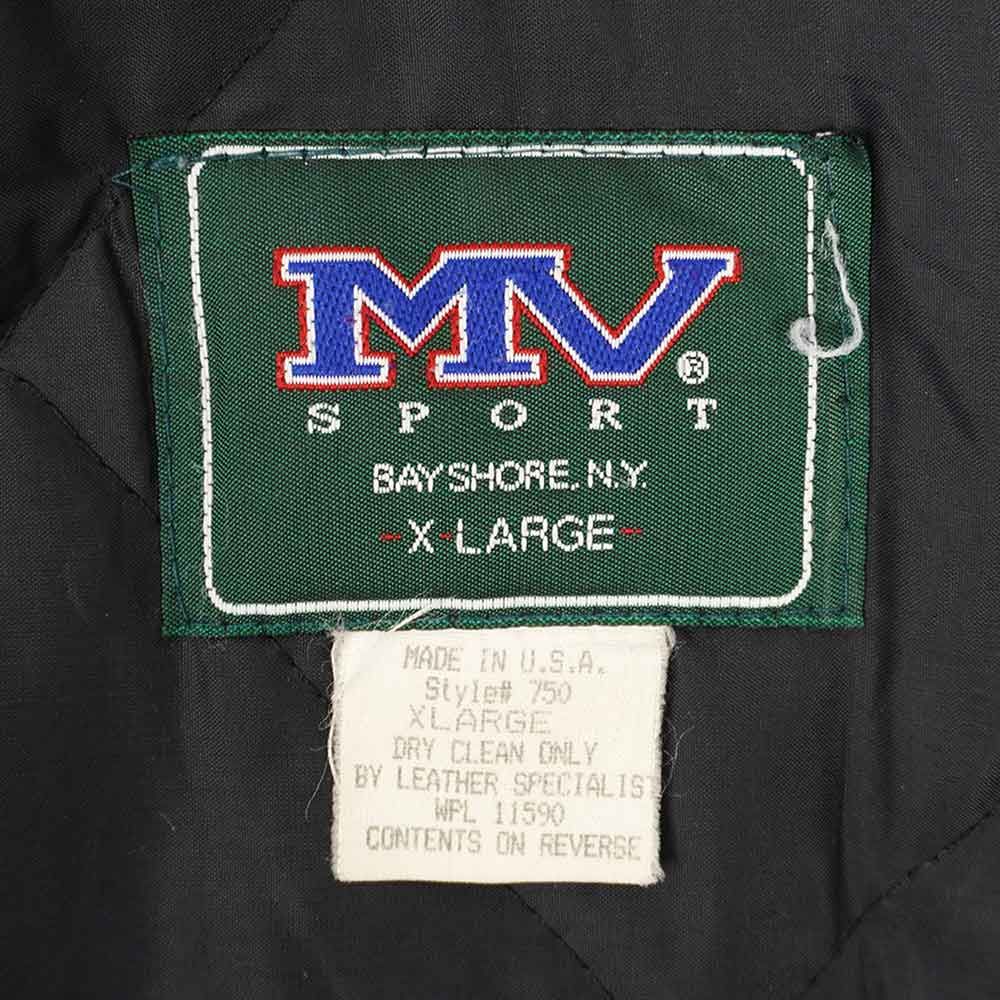 MV®
SPORT
BAYSHORE, N.Y.
-X-LARGE-
MADE IN U.S.A.
Style# 750
XLARGE
DRY CLEAN ONLY
BY LEATHER SPECIALIST
WPL 11590
CONTENTS ON REVERSE